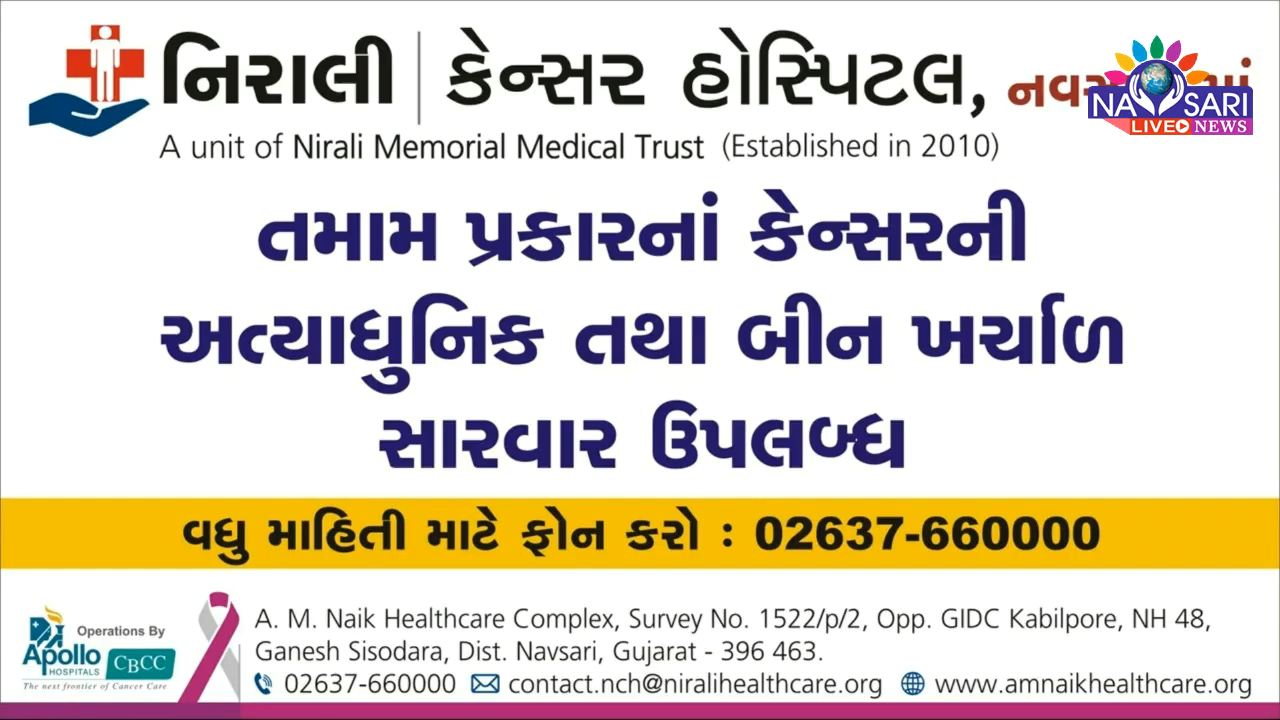 નિરાલી | કેન્સર હોસ્પિટલ,
NAVSARI
LIVE NEWS
A unit of Nirali Memorial Medical Trust (Established in 2010)
તમામ પ્રકારનાં કેન્સરની
અત્યાધુનિક તથા બીન ખર્ચાળ
સારવાર ઉપલબ્ધ
વધુ માહિતી માટે ફોન કરો : 02637-660000
Operations By
Apollo
HOSPITALS
CBCC
The next frontier of Cancer Care
A. M. Naik Healthcare Complex, Survey No. 1522/p/2, Opp. GIDC Kabilpore, NH 48,
Ganesh Sisodara, Dist. Navsari, Gujarat - 396 463.
02637-660000 contact.nch@niralihealthcare.org www.amnaikhealthcare.org